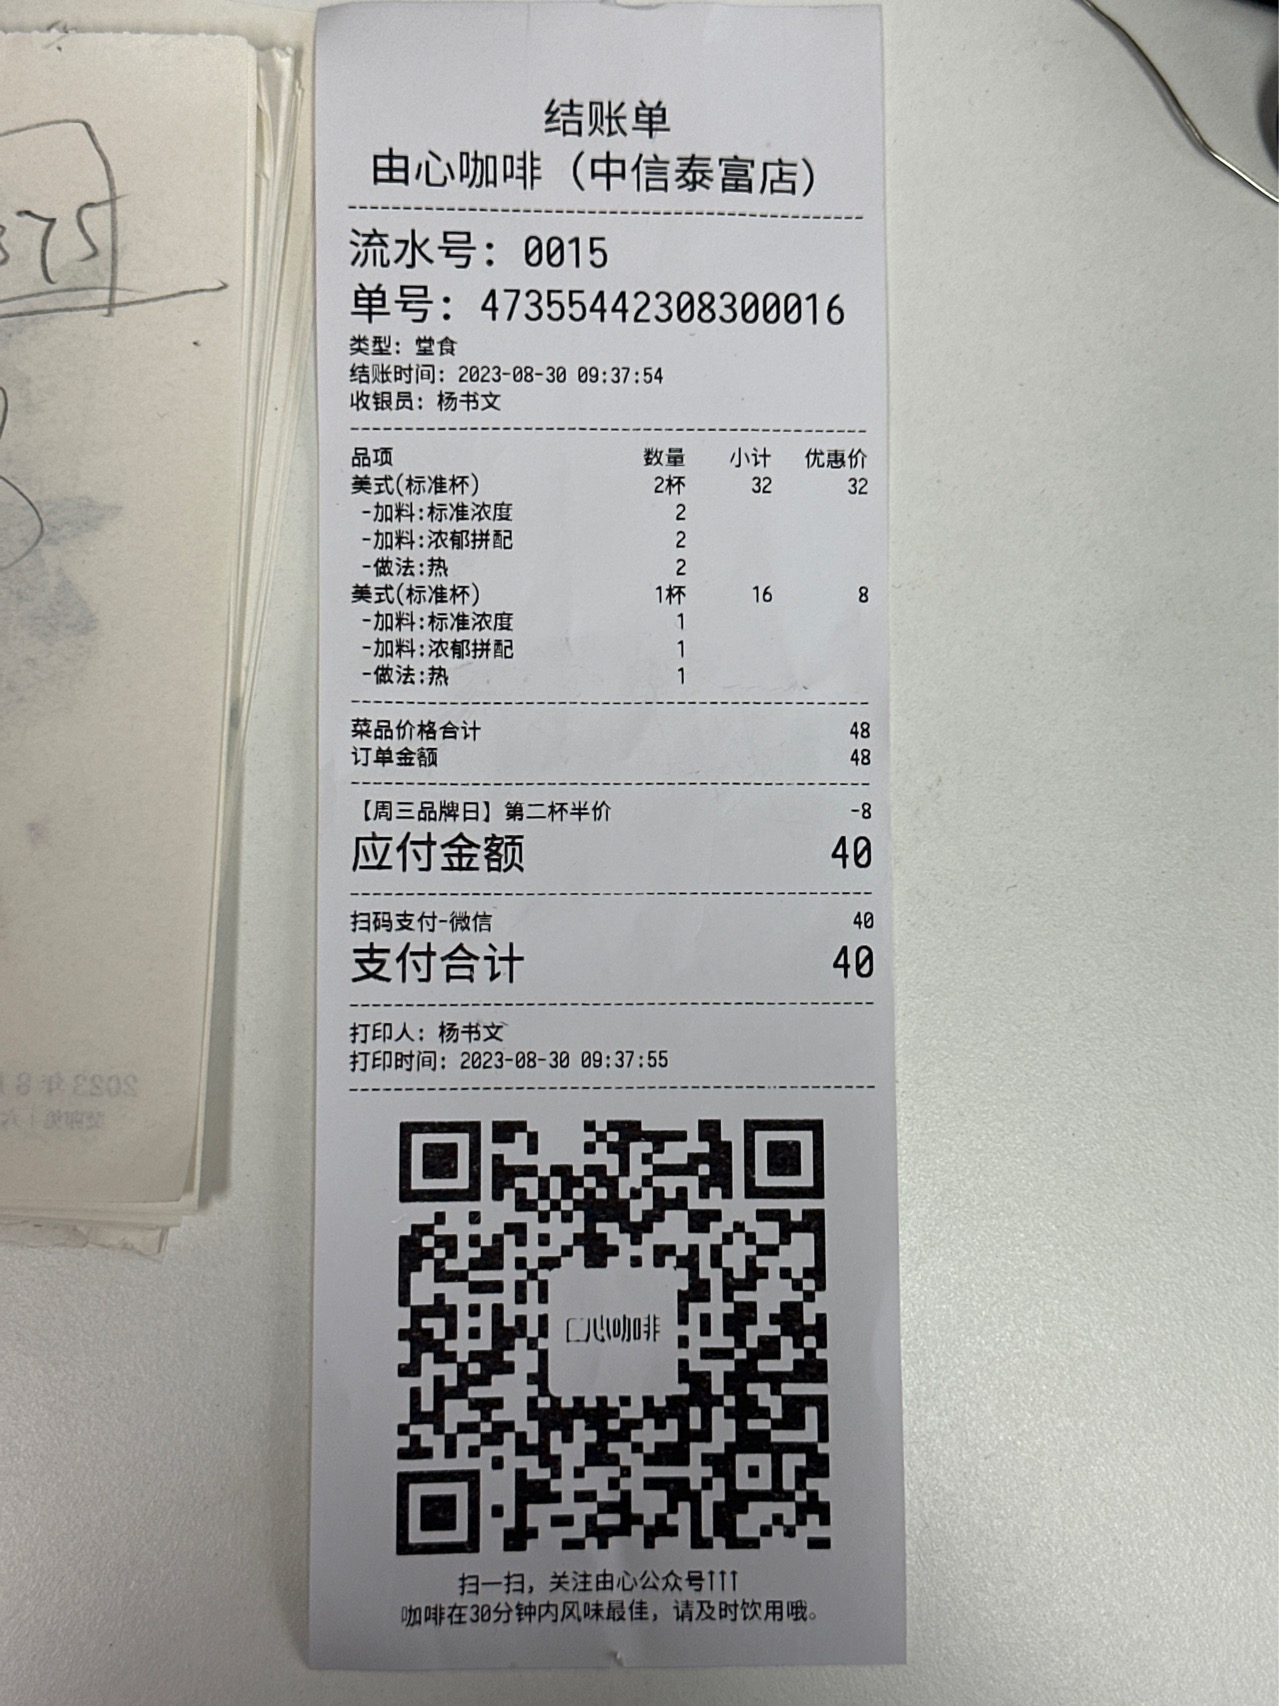 结账单
由心咖啡（中信泰富店）
流水号：0015
单号：47355442308300016
类型：堂食
结账时间：2023-08-30 09:37:54
收银员：杨书文
品项 数量 小计 优惠价
美式(标准杯) 2杯 32 32
-加料:标准浓度 2
-加料:浓郁拼配 2
-做法:热 2
美式(标准杯) 1杯 16 8
-加料:标准浓度 1
-加料:浓郁拼配 1
-做法:热 1
菜品价格合计 48
订单金额 48
【周三品牌日】第二杯半价 -8
应付金额 40
扫码支付-微信 40
支付合计 40
打印人：杨书文
打印时间：2023-08-30 09:37:55
心咖啡
扫一扫，关注由心公众号↑↑↑
咖啡在30分钟内风味最佳，请及时饮用哦。
75
2023 年 8